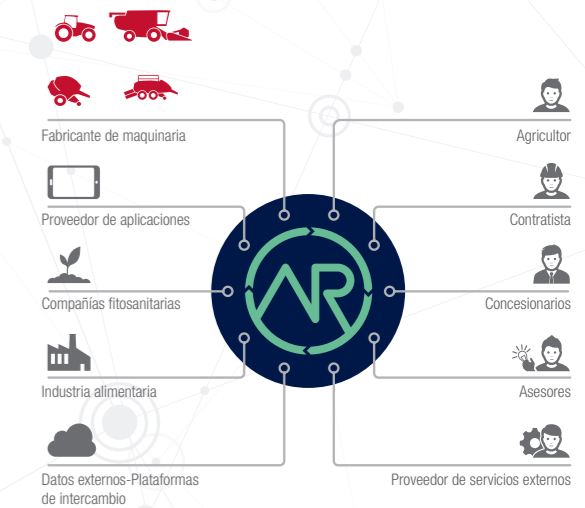 Fabricante de maquinaria
Agricultor
Proveedor de aplicaciones
Contratista
Compañías fitosanitarias
Concesionarios
Industria alimentaria
Asesores
Datos externos-Plataformas
de intercambio
Proveedor de servicios externos
AR